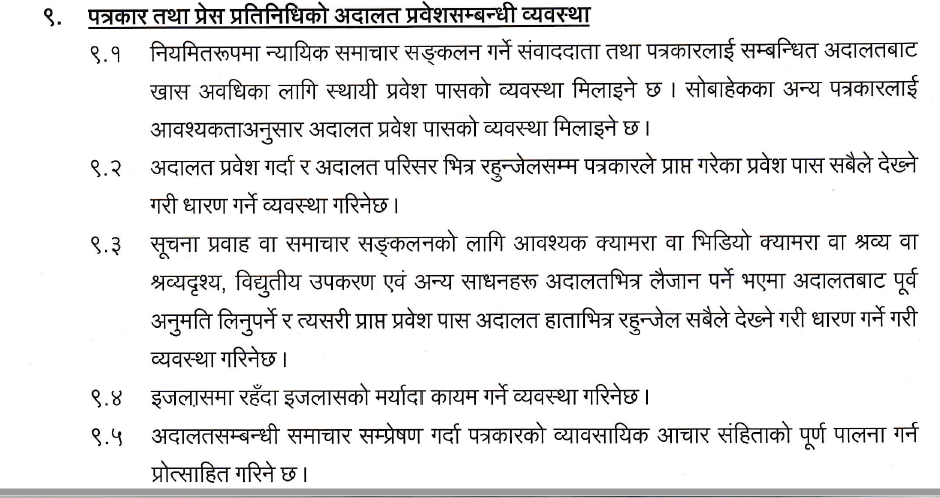 ९. पत्रकार तथा प्रेस प्रतिनिधिको अदालत प्रवेशसम्बन्धी व्यवस्था
९.१ नियमितरूपमा न्यायिक समाचार सङ्कलन गर्ने संवाददाता तथा पत्रकारलाई सम्बन्धित अदालतबाट
खास अवधिका लागि स्थायी प्रवेश पासको व्यवस्था मिलाइने छ । सोबाहेकका अन्य पत्रकारलाई
आवश्यकताअनुसार अदालत प्रवेश पासको व्यवस्था मिलाइने छ ।
९.२ अदालत प्रवेश गर्दा र अदालत परिसर भित्र रहुन्जेलसम्म पत्रकारले प्राप्त गरेका प्रवेश पास सबैले देख्ने
गरी धारण गर्ने व्यवस्था गरिनेछ ।
९.३ सूचना प्रवाह वा समाचार सङ्कलनको लागि आवश्यक क्यामरा वा भिडियो क्यामरा वा श्रव्य वा
श्रव्यदृश्य, विद्युतीय उपकरण एवं अन्य साधनहरू अदालतभित्र लैजान पर्ने भएमा अदालतबाट पूर्व
अनुमति लिनुपर्ने र त्यसरी प्राप्त प्रवेश पास अदालत हाताभित्र रहुन्जेल सबैले देख्ने गरी धारण गर्ने गरी
व्यवस्था गरिनेछ ।
९.४ इजलासमा रहँदा इजलासको मर्यादा कायम गर्ने व्यवस्था गरिनेछ ।
९.५ अदालतसम्बन्धी समाचार सम्प्रेषण गर्दा पत्रकारको व्यावसायिक आचार संहिताको पूर्ण पालना गर्न
प्रोत्साहित गरिने छ ।